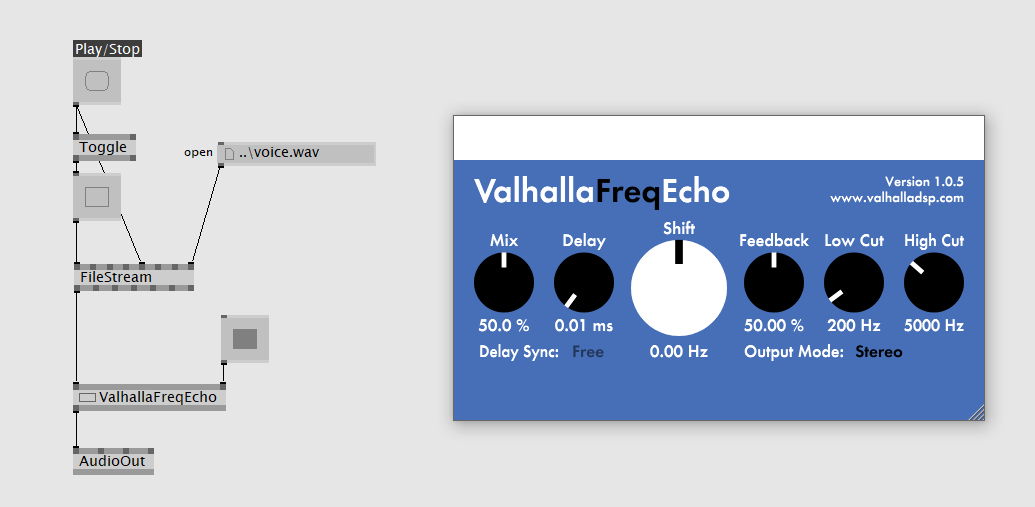 Play/Stop
Toggle
open
..\voice.wav
FileStream
ValhallaFreqEcho
AudioOut
ValhallaFreqEcho
Version 1.0.5
www.valhalladsp.com
Mix
Delay
Shift
Feedback
Low Cut
High Cut
50.0 %
0.01 ms
0.00 Hz
50.00 %
200 Hz
5000 Hz
Delay Sync: Free
Output Mode: Stereo